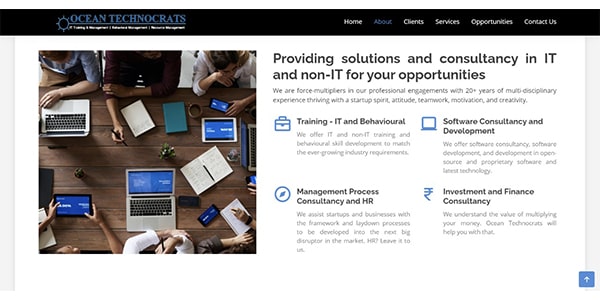 OCEAN TECHNOCRATS
IT Training & Management | Behavioural Management | Resource Management
Home About Clients Services Opportunities Contact Us
Providing solutions and consultancy in IT
and non-IT for your opportunities
We are force-multipliers in our professional engagements with 20+ years of multi-disciplinary
experience thriving with a startup spirit, attitude, teamwork, motivation, and creativity.
Training - IT and Behavioural
We offer IT and non-IT training and
behavioural skill development to match
the ever-growing industry requirements.
Software Consultancy and
Development
We offer software consultancy, software
development, and development in open-
source and proprietary software and
latest technology.
Management Process
Consultancy and HR
We assist startups and businesses with
the framework and laydown processes
to be developed into the next big
disruptor in the market. HR? Leave it to
us.
Investment and Finance
Consultancy
We understand the value of multiplying
your money. Ocean Technocrats will
help you with that.